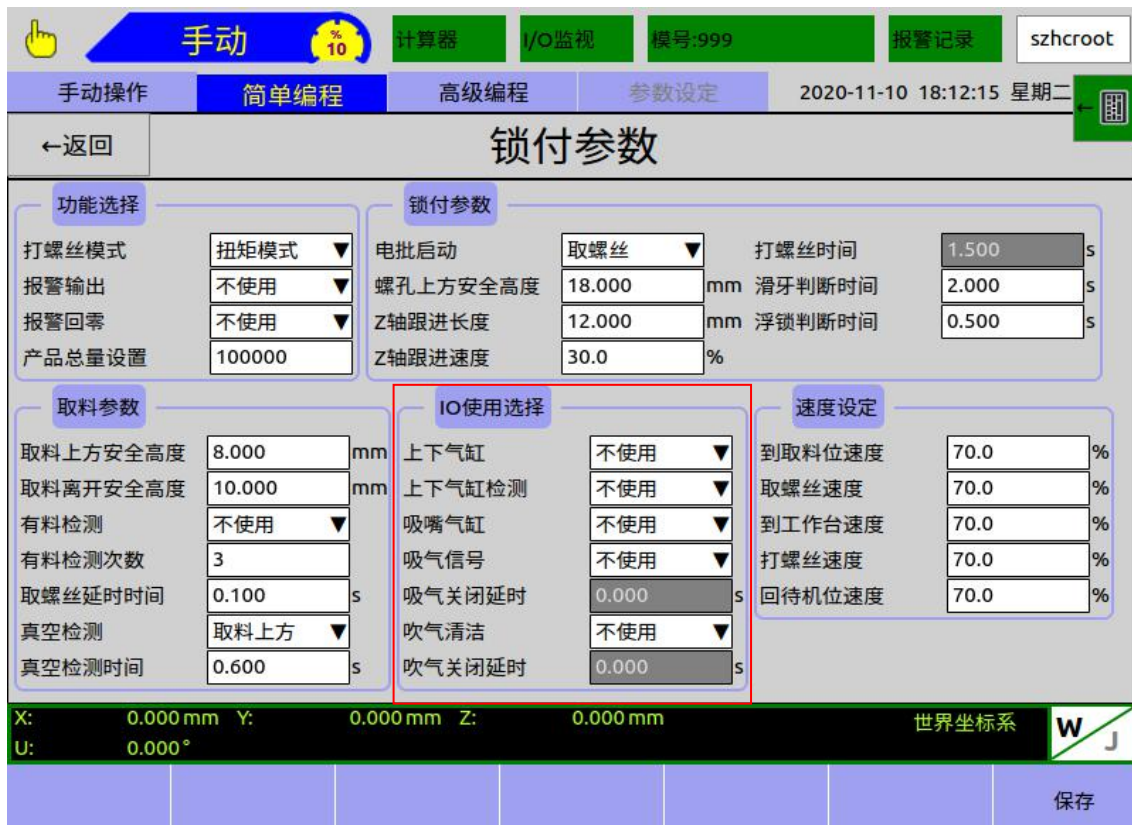 手动 % 10 计算器 I/O监视 模号:999 报警记录 szhcroot
手动操作 简单编程 高级编程 参数设定 2020-11-10 18:12:15 星期二 ←
←返回 锁付参数
功能选择
打螺丝模式 扭矩模式 ▼
报警输出 不使用 ▼
报警回零 不使用 ▼
产品总量设置 100000
锁付参数
电批启动 取螺丝 ▼ 打螺丝时间 1.500 s
螺孔上方安全高度 18.000 mm 滑牙判断时间 2.000 s
Z轴跟进长度 12.000 mm 浮锁判断时间 0.500 s
Z轴跟进速度 30.0 %
取料参数
取料上方安全高度 8.000 mm
取料离开安全高度 10.000 mm
有料检测 不使用 ▼
有料检测次数 3
取螺丝延时时间 0.100 s
真空检测 取料上方 ▼
真空检测时间 0.600 s
IO使用选择
上下气缸 不使用 ▼
上下气缸检测 不使用 ▼
吸嘴气缸 不使用 ▼
吸气信号 不使用 ▼
吸气关闭延时 0.000 s
吹气清洁 不使用 ▼
吹气关闭延时 0.000 s
速度设定
到取料位速度 70.0 %
取螺丝速度 70.0 %
到工作台速度 70.0 %
打螺丝速度 70.0 %
回待机位速度 70.0 %
X: 0.000 mm Y: 0.000 mm Z: 0.000 mm 世界坐标系 W/J
U: 0.000°
保存